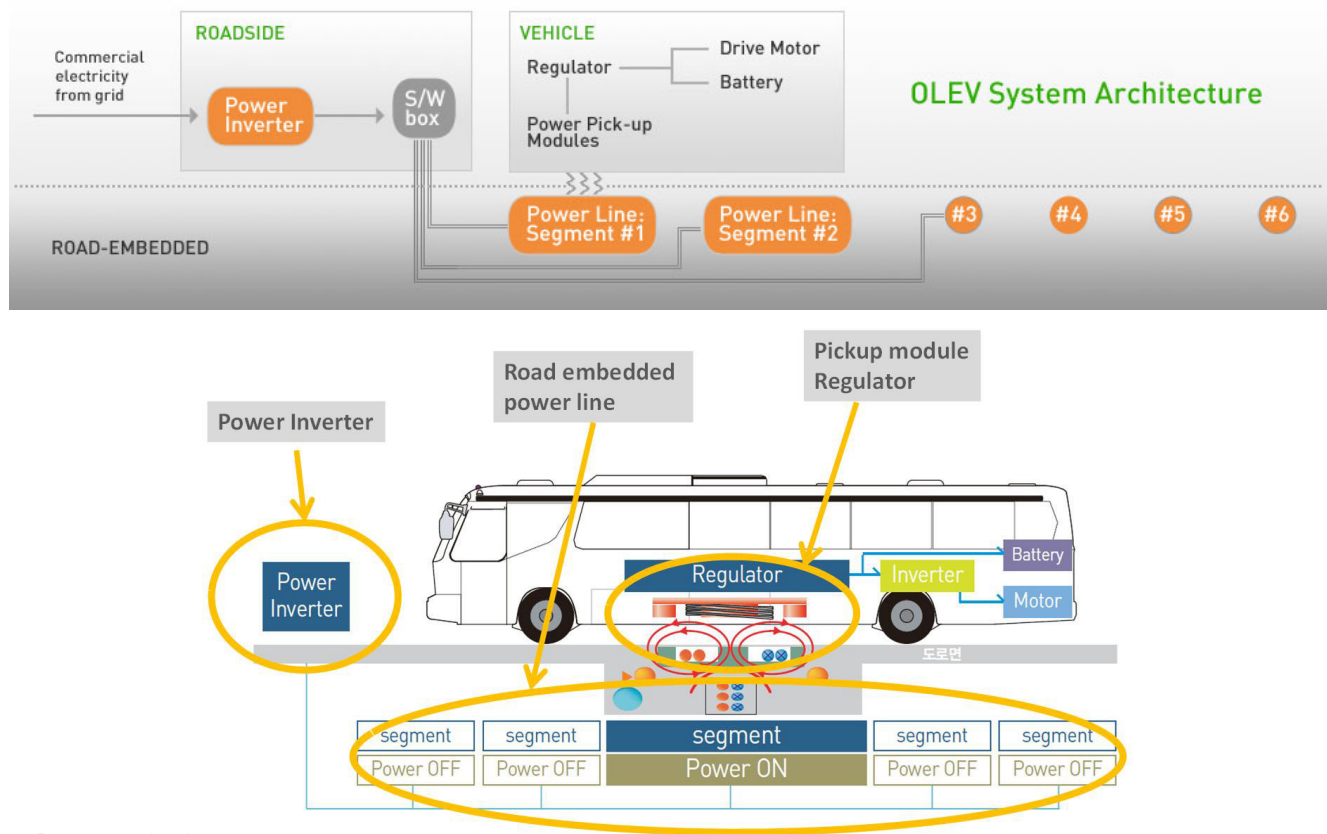 ROADSIDE
Commercial
electricity
from grid
Power
Inverter
S/W
box
VEHICLE
Regulator
Drive Motor
Battery
Power Pick-up
Modules
OLEV System Architecture
Power Line:
Segment #1
Power Line:
Segment #2
#3
#4
#5
#6
ROAD-EMBEDDED
Power Inverter
Road embedded
power line
Pickup module
Regulator
Power
Inverter
Regulator
Inverter
Battery
Motor
도로면
segment
segment
segment
segment
segment
Power OFF
Power OFF
Power ON
Power OFF
Power OFF